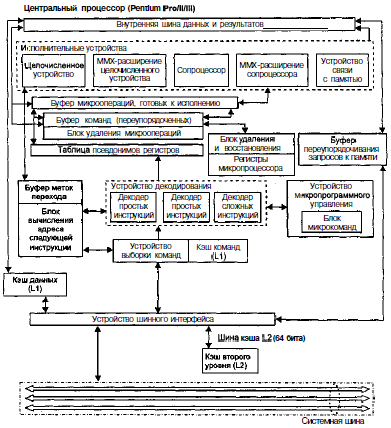 Центральный процессор (Pentium Pro/II/III)
Внутренняя шина данных и результатов
Исполнительные устройства
Целочисленное
устройство
MMX-расширение
целочисленного
устройства
Сопроцессор
MMX-расширение
сопроцессора
Устройство
связи
с памятью
Буфер микроопераций, готовых к исполнению
Буфер команд (переупорядоченных)
Блок удаления микроопераций
Таблица псевдонимов регистров
Блок удаления
и восстановления
Регистры
микропроцессора
Буфер
переупорядочивания
запросов к памяти
Буфер меток
перехода
Блок
вычисления
адреса
следующей
инструкции
Устройство декодирования
Декодер
простых
инструкций
Декодер
простых
инструкций
Декодер
сложных
инструкций
Устройство
микропрограммного
управления
Блок
микрокоманд
Устройство
выборки команд
Кэш команд
(L1)
Кэш данных
(L1)
Устройство шинного интерфейса
Шина кэша L2 (64 бита)
Кэш второго
уровня (L2)
Системная шина